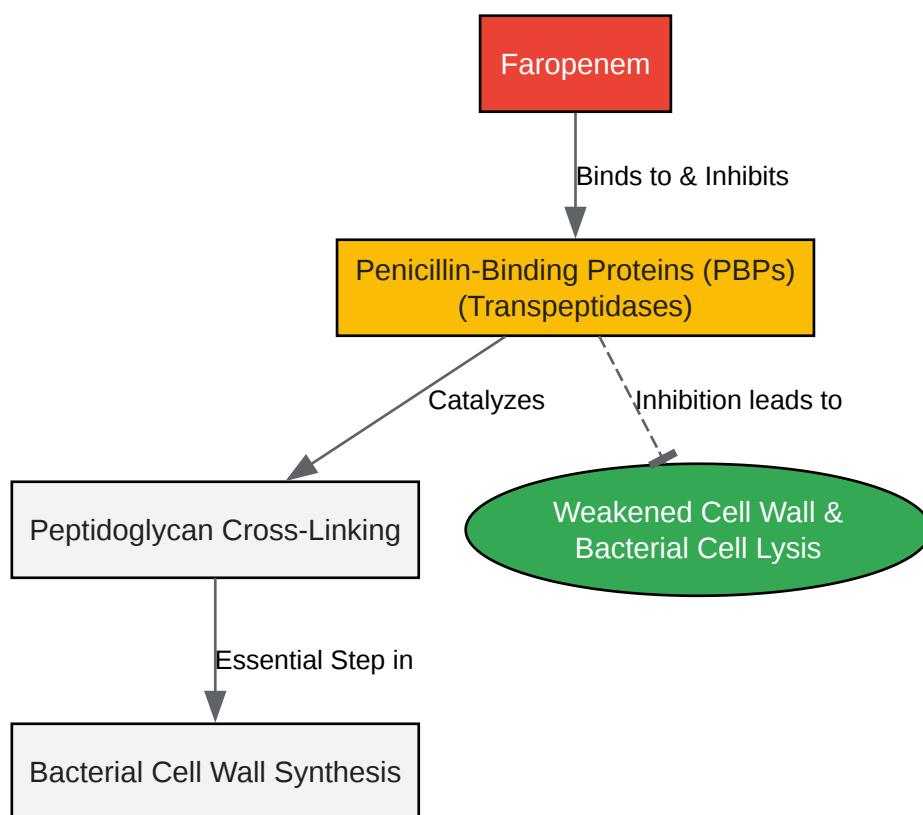 Faropenem
Binds to & Inhibits
Penicillin-Binding Proteins (PBPs)
(Transpeptidases)
Catalyzes
Inhibition leads to
Peptidoglycan Cross-Linking
Weakened Cell Wall &
Bacterial Cell Lysis
Essential Step in
Bacterial Cell Wall Synthesis